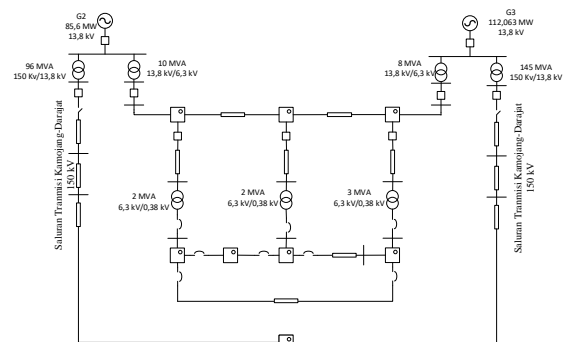 G2
85,6 MW
13,8 kV
G3
112,063 MW
13,8 kV
96 MVA
150 Kv/13,8 kV
10 MVA
13,8 kV/6,3 kV
8 MVA
13,8 kV/6,3 kV
145 MVA
150 Kv/13,8 kV
Saluran Tranmisi Kamojang-Darajat
150 kV
2 MVA
6,3 kV/0,38 kV
2 MVA
6,3 kV/0,38 kV
3 MVA
6,3 kV/0,38 kV
Saluran Tranmisi Kamojang-Darajat
150 kV